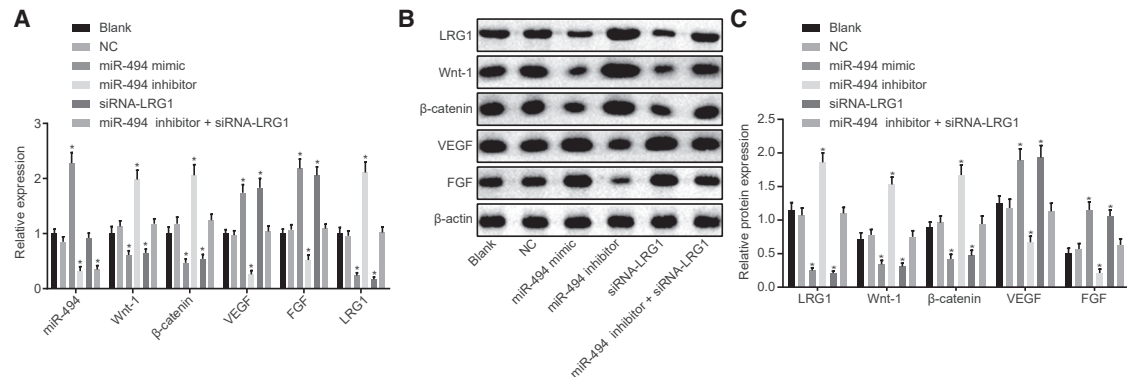 A
Blank
NC
miR-494 mimic
miR-494 inhibitor
siRNA-LRG1
miR-494 inhibitor + siRNA-LRG1
Relative expression
3
2
1
0
* * * * * * * * * * * * * * * * * *
miR-494
Wnt-1
β-catenin
VEGF
FGF
LRG1
B
LRG1
Wnt-1
β-catenin
VEGF
FGF
β-actin
Blank
NC
miR-494 mimic
miR-494 inhibitor
siRNA-LRG1
miR-494 inhibitor + siRNA-LRG1
C
Blank
NC
miR-494 mimic
miR-494 inhibitor
siRNA-LRG1
miR-494 inhibitor + siRNA-LRG1
Relative protein expression
2.5
2.0
1.5
1.0
0.5
0.0
* * * * * * * * * * * * * * *
LRG1
Wnt-1
β-catenin
VEGF
FGF